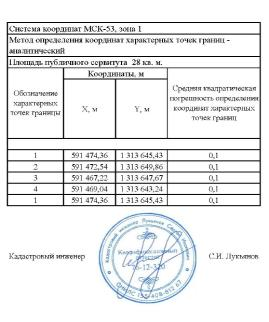 Система координат МСК-53, зона 1
Метод определения координат характерных точек границ -
аналитический
Площадь публичного сервитута 28 кв. м.
Обозначение характерных точек границы
Координаты, м
X, м
Y, м
Средняя квадратическая погрешность определения координат характерных точек границ
1 591 474,36 1 313 645,43 0,1
2 591 472,54 1 313 649,86 0,1
3 591 467,22 1 313 647,67 0,1
4 591 469,04 1 313 643,24 0,1
1 591 474,36 1 313 645,43 0,1
Кадастровый инженер
С.И. Лукьянов